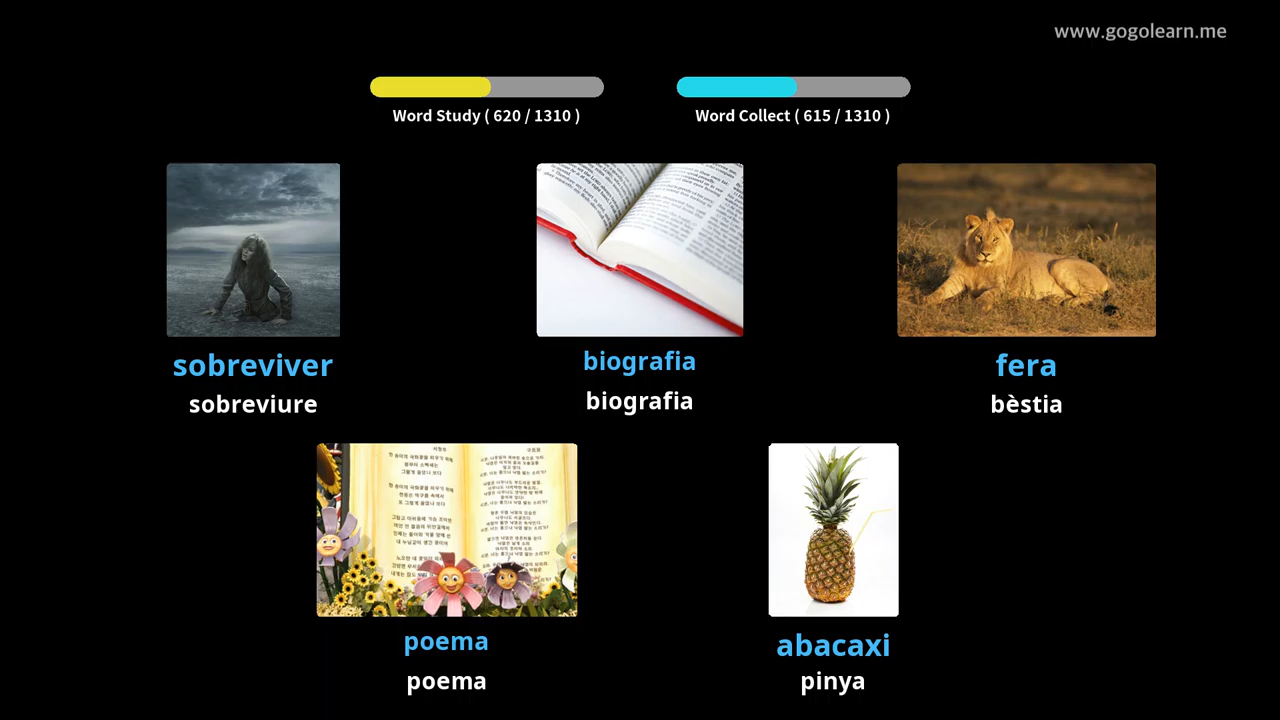 www.gogolearn.me
Word Study ( 620 / 1310 )
Word Collect ( 615 / 1310 )
sobreviver
sobreviure
biografia
biografia
fera
bèstia
poema
poema
abacaxi
pinya